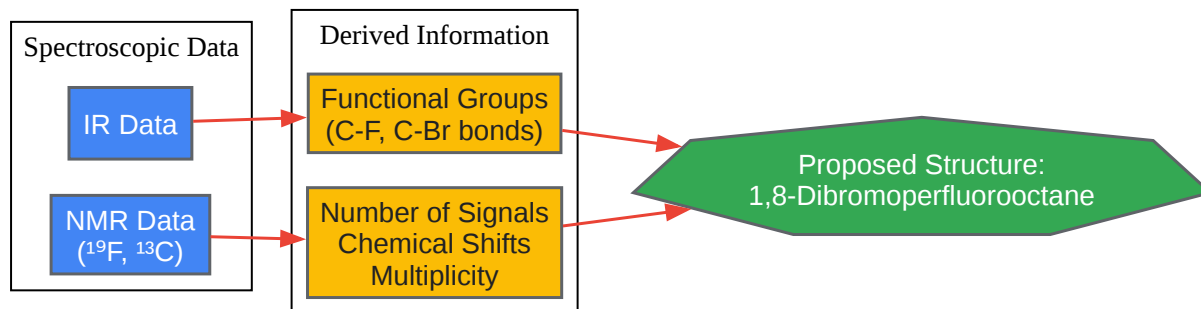 Spectroscopic Data
IR Data
NMR Data
(¹⁹F, ¹³C)
Derived Information
Functional Groups
(C-F, C-Br bonds)
Number of Signals
Chemical Shifts
Multiplicity
Proposed Structure:
1,8-Dibromoperfluorooctane